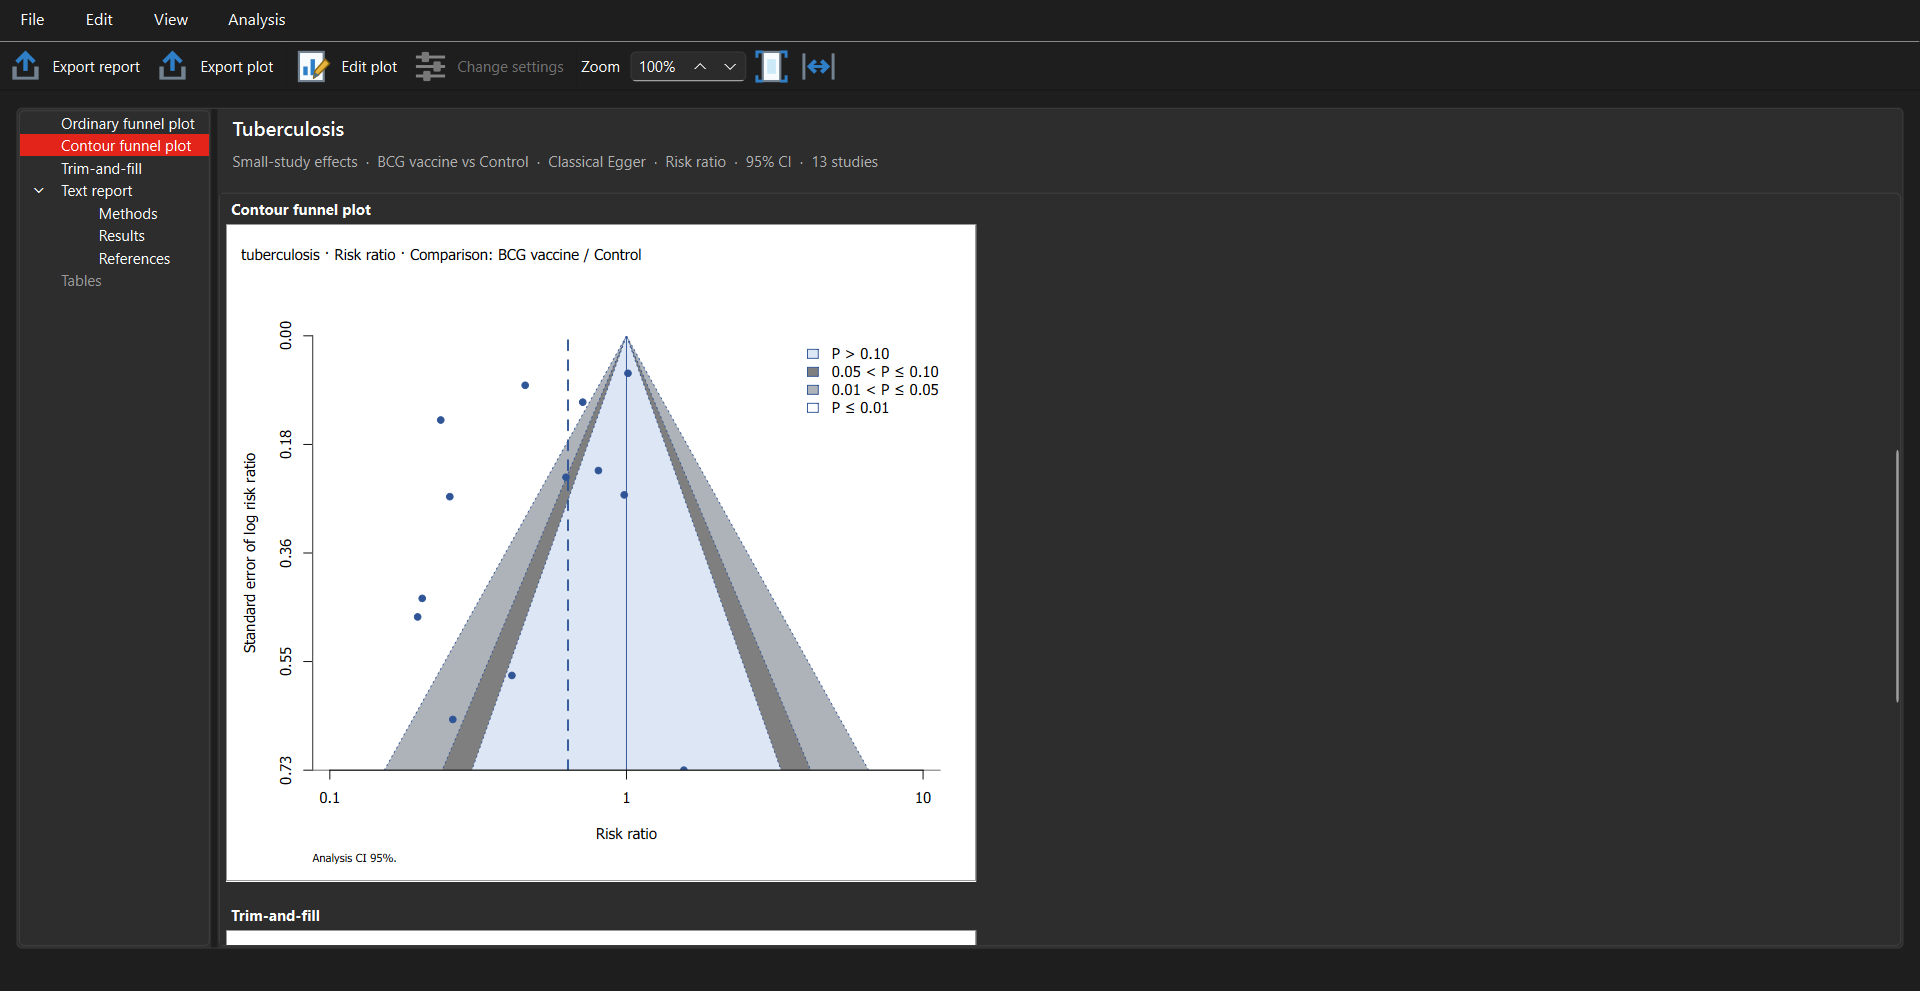 File Edit View Analysis
Export report Export plot Edit plot Change settings Zoom 100%
Ordinary funnel plot
Contour funnel plot
Trim-and-fill
Text report
Methods
Results
References
Tables
Tuberculosis
Small-study effects · BCG vaccine vs Control · Classical Egger · Risk ratio · 95% CI · 13 studies
Contour funnel plot
tuberculosis · Risk ratio · Comparison: BCG vaccine / Control
P > 0.10
0.05 < P ≤ 0.10
0.01 < P ≤ 0.05
P ≤ 0.01
Standard error of log risk ratio
0.00
0.18
0.36
0.55
0.73
0.1 1 10
Risk ratio
Analysis CI 95%.
Trim-and-fill